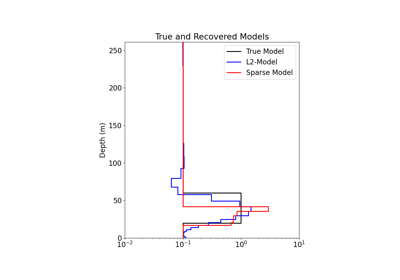 True and Recovered Models
True Model
L2-Model
Sparse Model
Depth (m)
250
200
150
100
50
0
10⁻²
10⁻¹
10⁰
10¹